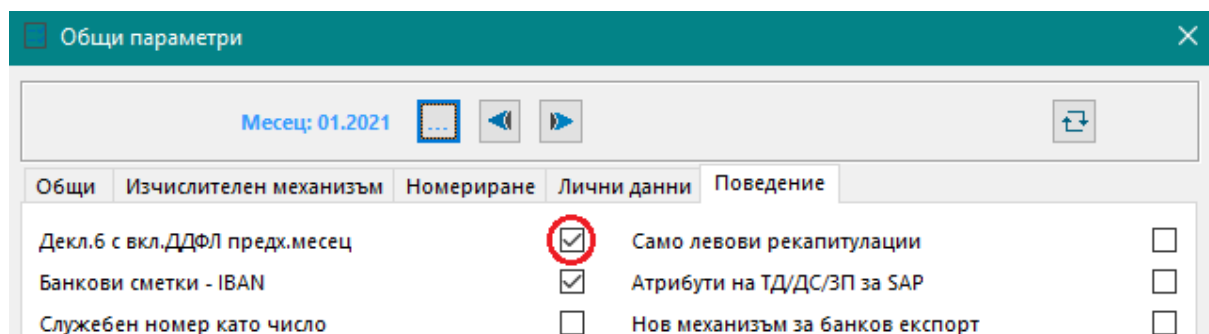 Общи параметри
Месец: 01.2021 ...
Общи Изчислителен механизъм Номериране Лични данни Поведение
Декл.6 с вкл.ДДФЛ предх.месец Само левови рекапитулации
Банкови сметки - IBAN Атрибути на ТД/ДС/ЗП за SAP
Служебен номер като число Нов механизъм за банков експорт